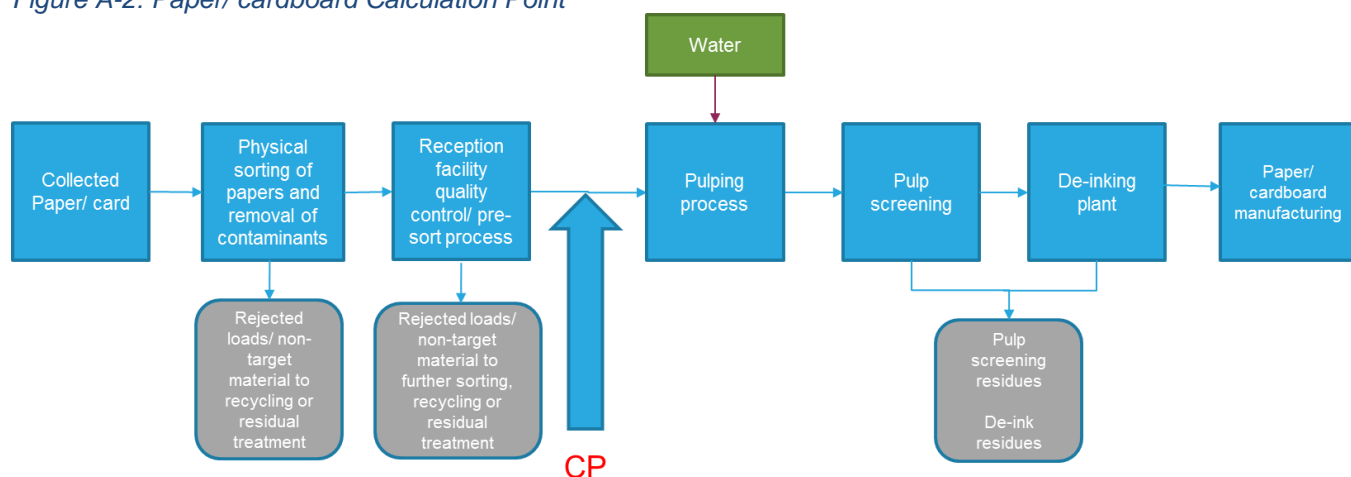 Figure A-2: Paper/ cardboard Calculation Point
Water
Collected
Paper/ card
Physical
sorting of
papers and
removal of
contaminants
Reception
facility
quality
control/ pre-
sort process
Pulping
process
Pulp
screening
De-inking
plant
Paper/
cardboard
manufacturing
Rejected
loads/ non-
target
material to
recycling or
residual
treatment
Rejected loads/
non-target
material to
further sorting,
recycling or
residual
treatment
Pulp
screening
residues
De-ink
residues
CP